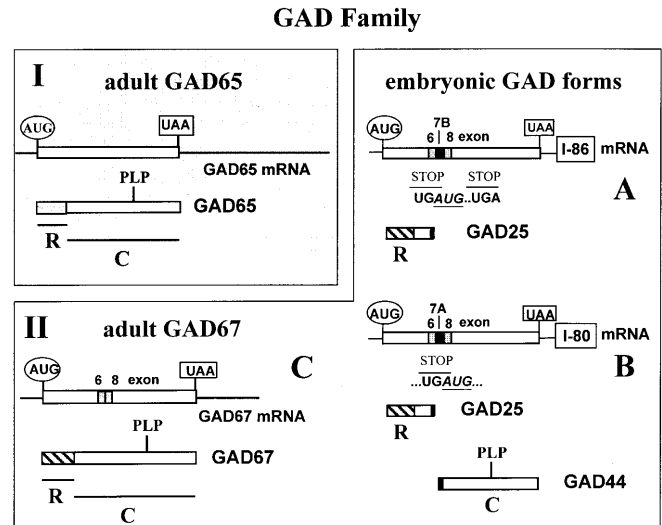 GAD Family
I
adult GAD65
AUG
UAA
GAD65 mRNA
PLP
GAD65
R
C
II
adult GAD67
C
AUG
6 8 exon
UAA
GAD67 mRNA
PLP
GAD67
R
C
embryonic GAD forms
AUG
7B
6 8 exon
UAA
I-86 mRNA
STOP STOP
UGAUG..UGA
A
GAD25
R
AUG
7A
6 8 exon
UAA
I-80 mRNA
B
STOP
...UGAUG...
GAD25
R
PLP
GAD44
C